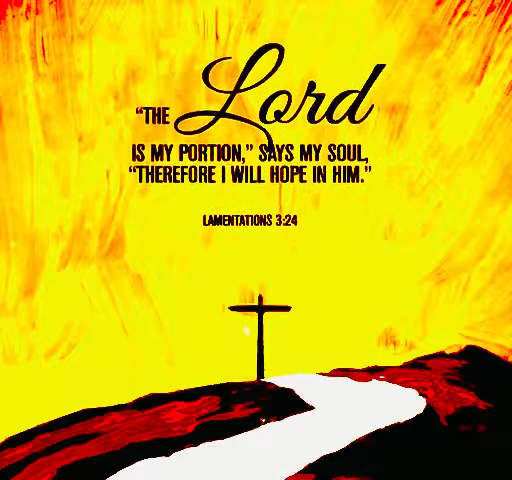 “THE Lord
IS MY PORTION,” SAYS MY SOUL,
“THEREFORE I WILL HOPE IN HIM.”
LAMENTATIONS 3:24